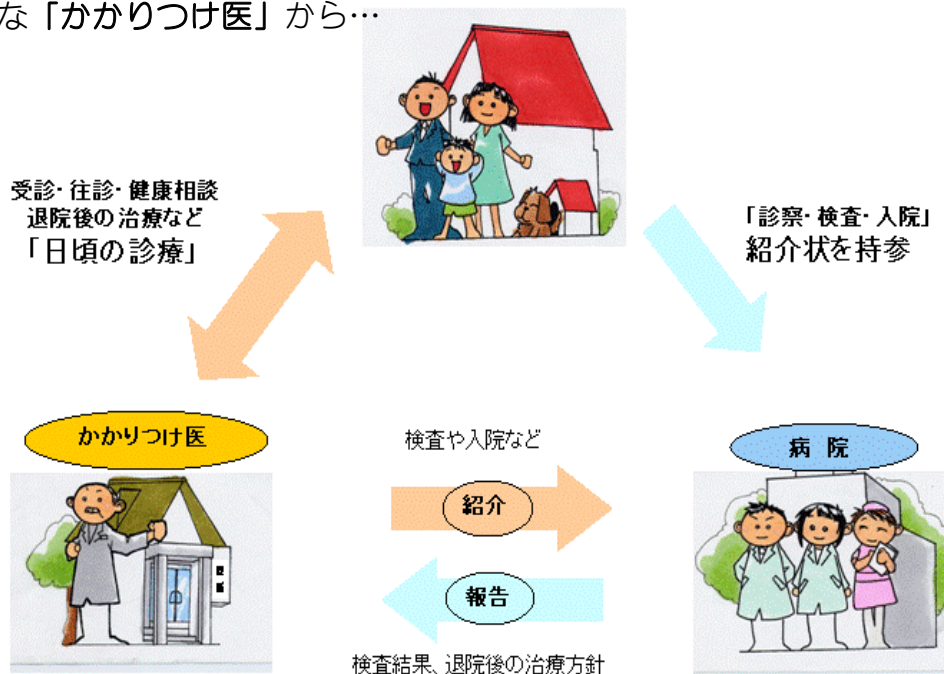 な「かかりつけ医」から…
受診・往診・健康相談
退院後の治療など
「日頃の診療」
「診察・検査・入院」
紹介状を持参
かかりつけ医
病 院
検査や入院など
紹介
報告
検査結果、退院後の治療方針